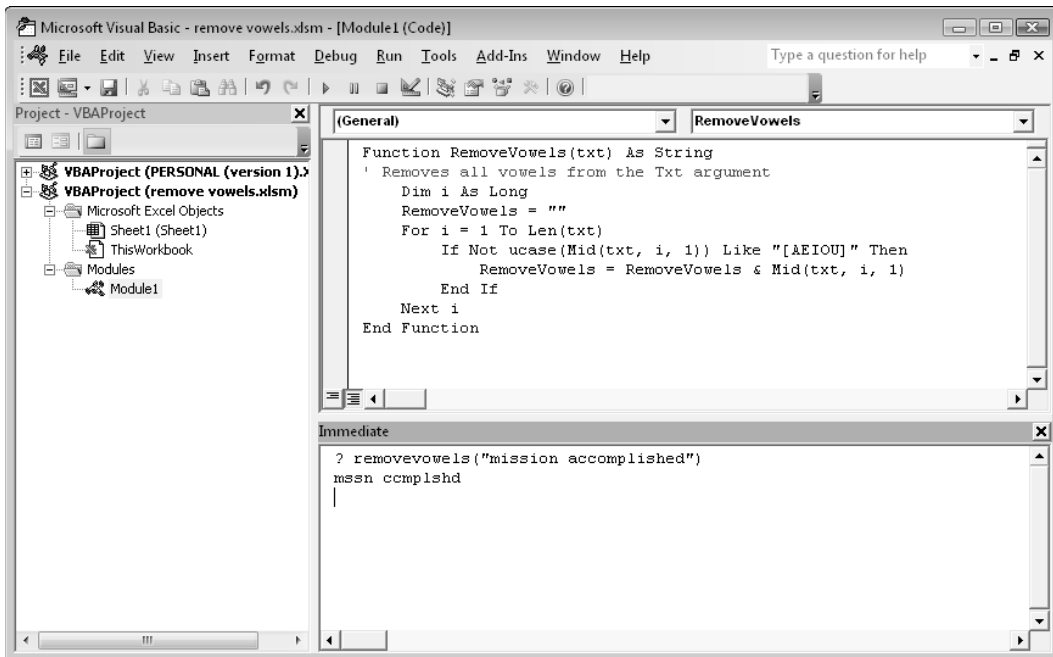 Microsoft Visual Basic - remove vowels.xlsm - [Module1 (Code)]
File Edit View Insert Format Debug Run Tools Add-Ins Window Help Type a question for help
Project - VBAProject
VBAProject (PERSONAL (version 1).
VBAProject (remove vowels.xlsm)
Microsoft Excel Objects
Sheet1 (Sheet1)
ThisWorkbook
Modules
Module1
(General) RemoveVowels
Function RemoveVowels(txt) As String
' Removes all vowels from the Txt argument
Dim i As Long
RemoveVowels = ""
For i = 1 To Len(txt)
If Not ucase(Mid(txt, i, 1)) Like "[AEIOU]" Then
RemoveVowels = RemoveVowels & Mid(txt, i, 1)
End If
Next i
End Function
Immediate
? removevowels("mission accomplished")
mssn ccmplshd